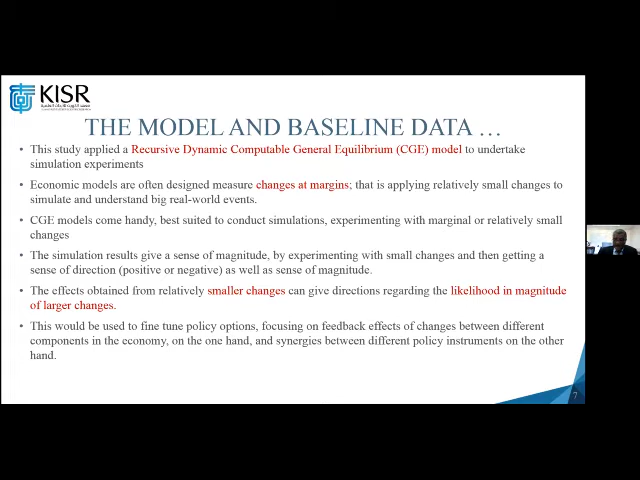 KISR
THE MODEL AND BASELINE DATA …
• This study applied a Recursive Dynamic Computable General Equilibrium (CGE) model to undertake
simulation experiments
• Economic models are often designed measure changes at margins; that is applying relatively small changes to
simulate and understand big real-world events.
• CGE models come handy, best suited to conduct simulations, experimenting with marginal or relatively small
changes
• The simulation results give a sense of magnitude, by experimenting with small changes and then getting a
sense of direction (positive or negative) as well as sense of magnitude.
• The effects obtained from relatively smaller changes can give directions regarding the likelihood in magnitude
of larger changes.
• This would be used to fine tune policy options, focusing on feedback effects of changes between different
components in the economy, on the one hand, and synergies between different policy instruments on the other
hand.
7